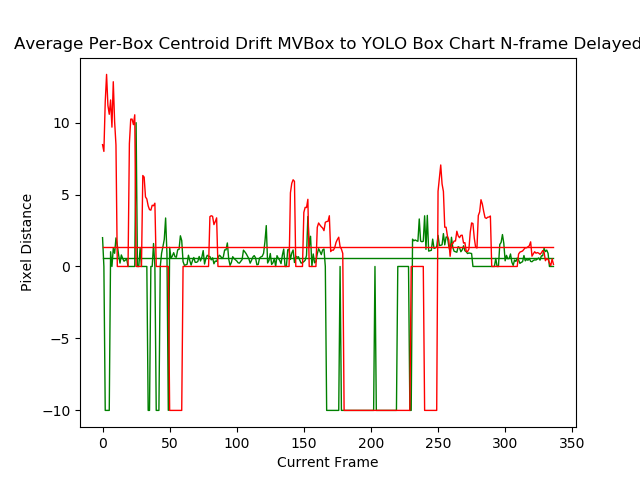 Average Per-Box Centroid Drift MVBox to YOLO Box Chart N-frame Delayed
10
5
0
−5
−10
Pixel Distance
0 50 100 150 200 250 300 350
Current Frame